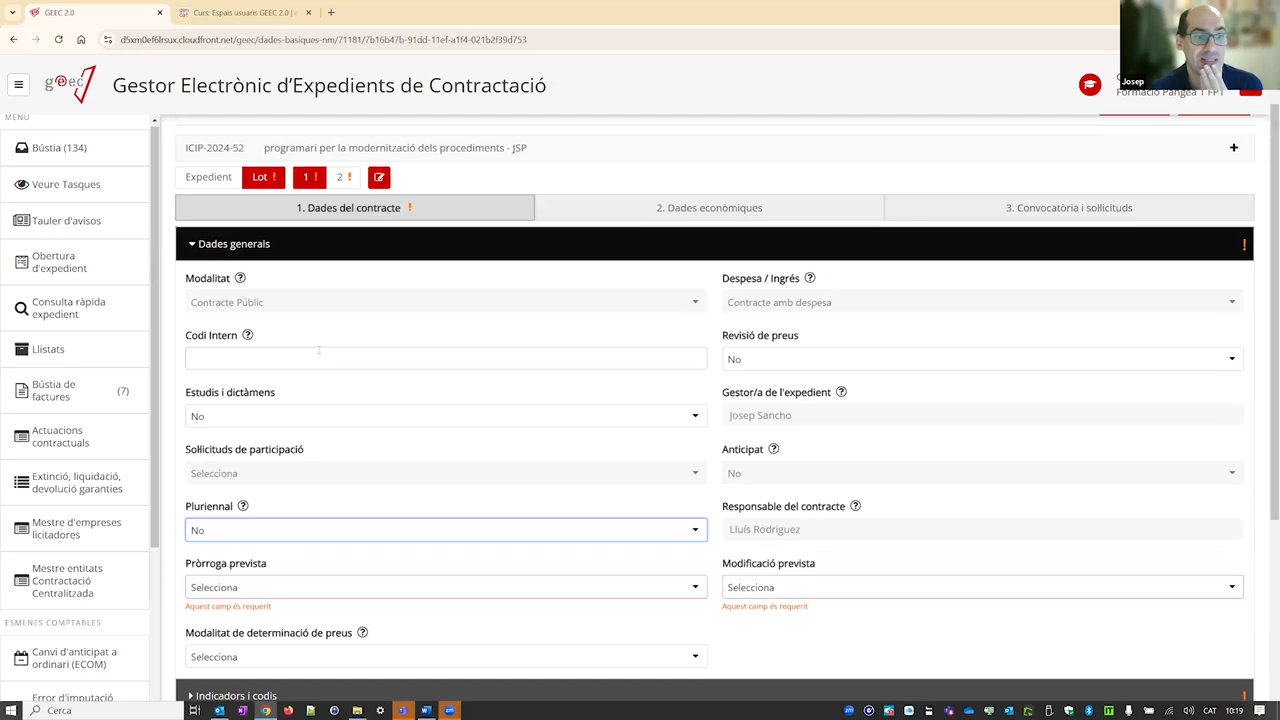 GEEC 2.0
Curs: Espais usuaris GEEC 2.0 |
d5xm0ef6lrsux.cloudfront.net/geec/dades-basiques-nm/71181/7b16b47b-91dd-11ef-a1f4-021b2f39d753
Josep
geec
Gestor Electrònic d'Expedients de Contractació
Formació Pangea 1 FPT
MENÚ
Bústia (134)
Veure Tasques
Tauler d'avisos
Obertura
d'expedient
Consulta ràpida
expedient
Llistats
Bústia de
factures
(7)
Actuacions
contractuals
Extinció, liquidació,
devolució garanties
Mestre d'empreses
licitadores
Mestre entitats
Contractació
Centralitzada
ESMENES COMPTABLES
Canvi d'anticipat a
ordinari (ECOM)
Error d'imputació
ICIP-2024-52 programari per la modernització dels procediments - JSP +
Expedient Lot ! 1 ! 2 !
1. Dades del contracte ! 2. Dades econòmiques 3. Convocatòria i sol·licituds
Dades generals !
Modalitat ? Despesa / Ingrés ?
Contracte Públic Contracte amb despesa
Codi Intern ? Revisió de preus
No
Estudis i dictàmens Gestor/a de l'expedient ?
No Josep Sancho
Sol·licituds de participació Anticipat ?
Selecciona No
Pluriennal ? Responsable del contracte ?
No Lluís Rodriguez
Pròrroga prevista Modificació prevista
Selecciona Selecciona
Aquest camp és requerit Aquest camp és requerit
Modalitat de determinació de preus ?
Selecciona
Indicadors i codis !
Cerca
CAT 10:19